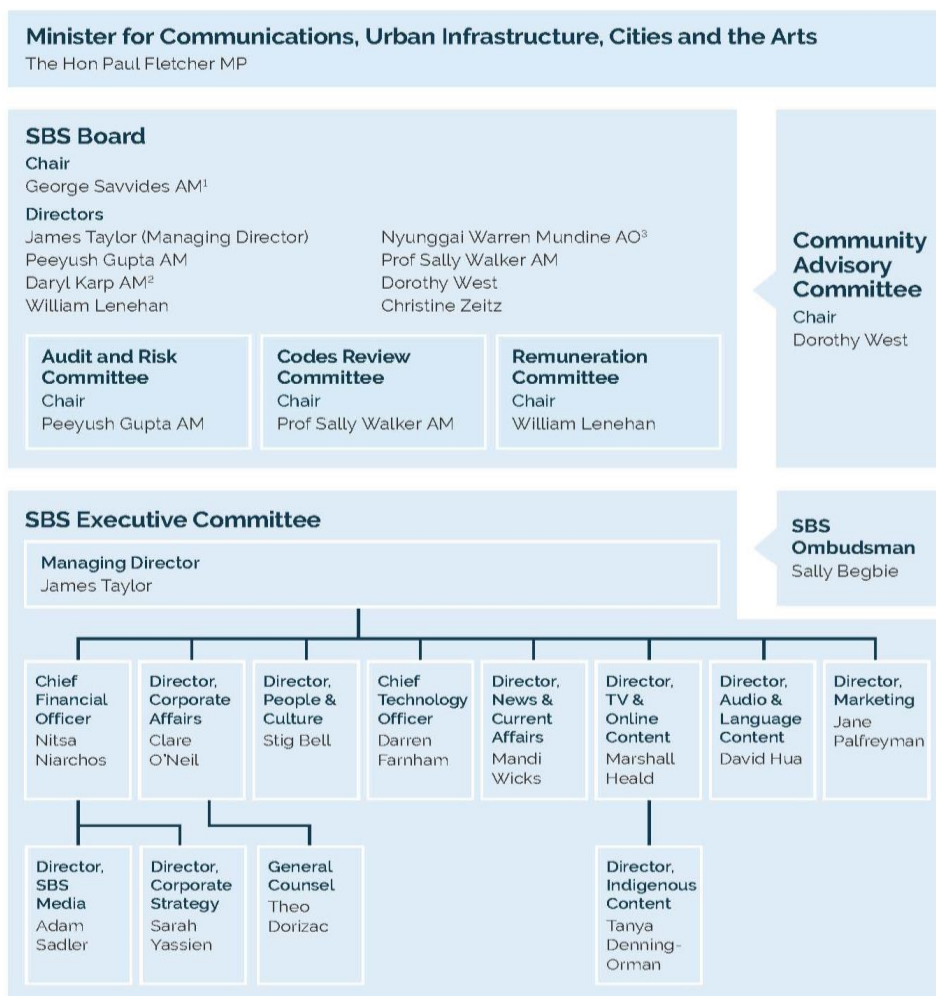 Minister for Communications, Urban Infrastructure, Cities and the Arts
The Hon Paul Fletcher MP
SBS Board
Chair
George Savvides AM¹
Directors
James Taylor (Managing Director)
Peeyush Gupta AM
Daryl Karp AM²
William Lenehan
Nyunggai Warren Mundine AO³
Prof Sally Walker AM
Dorothy West
Christine Zeitz
Audit and Risk
Committee
Chair
Peeyush Gupta AM
Codes Review
Committee
Chair
Prof Sally Walker AM
Remuneration
Committee
Chair
William Lenehan
Community
Advisory
Committee
Chair
Dorothy West
SBS Executive Committee
Managing Director
James Taylor
SBS
Ombudsman
Sally Begbie
Chief
Financial
Officer
Nitsa
Niarchos
Director,
Corporate
Affairs
Clare
O'Neil
Director,
People &
Culture
Stig Bell
Chief
Technology
Officer
Darren
Farnham
Director,
News &
Current
Affairs
Mandi
Wicks
Director,
TV &
Online
Content
Marshall
Heald
Director,
Audio &
Language
Content
David Hua
Director,
Marketing
Jane
Palfreyman
Director,
SBS
Media
Adam
Sadler
Director,
Corporate
Strategy
Sarah
Yassien
General
Counsel
Theo
Dorizac
Director,
Indigenous
Content
Tanya
Denning-
Orman